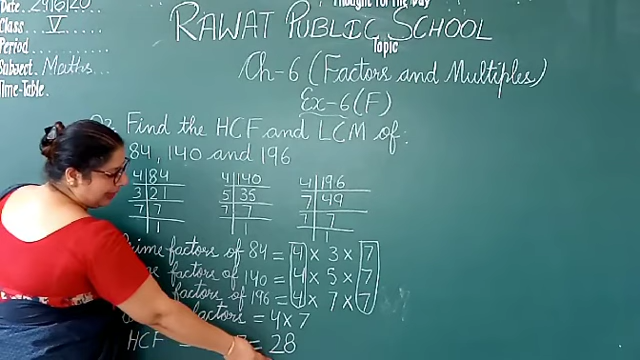 Thought For the Day
Date 29/6/20
Class V
Period
Subject Maths
Time-Table.
RAWAT PUBLIC SCHOOL
Topic
Ch-6 (Factors and Multiples)
Ex-6(F)
Find the HCF and LCM of:
84, 140 and 196
4 84
3 21
7 7
1
4 140
5 35
7 7
1
4 196
7 49
7 7
1
Prime factors of 84 = 4 × 3 × 7
factors of 140 = 4 × 5 × 7
factors of 196 = 4 × 7 × 7
factors = 4 × 7
HCF = 28